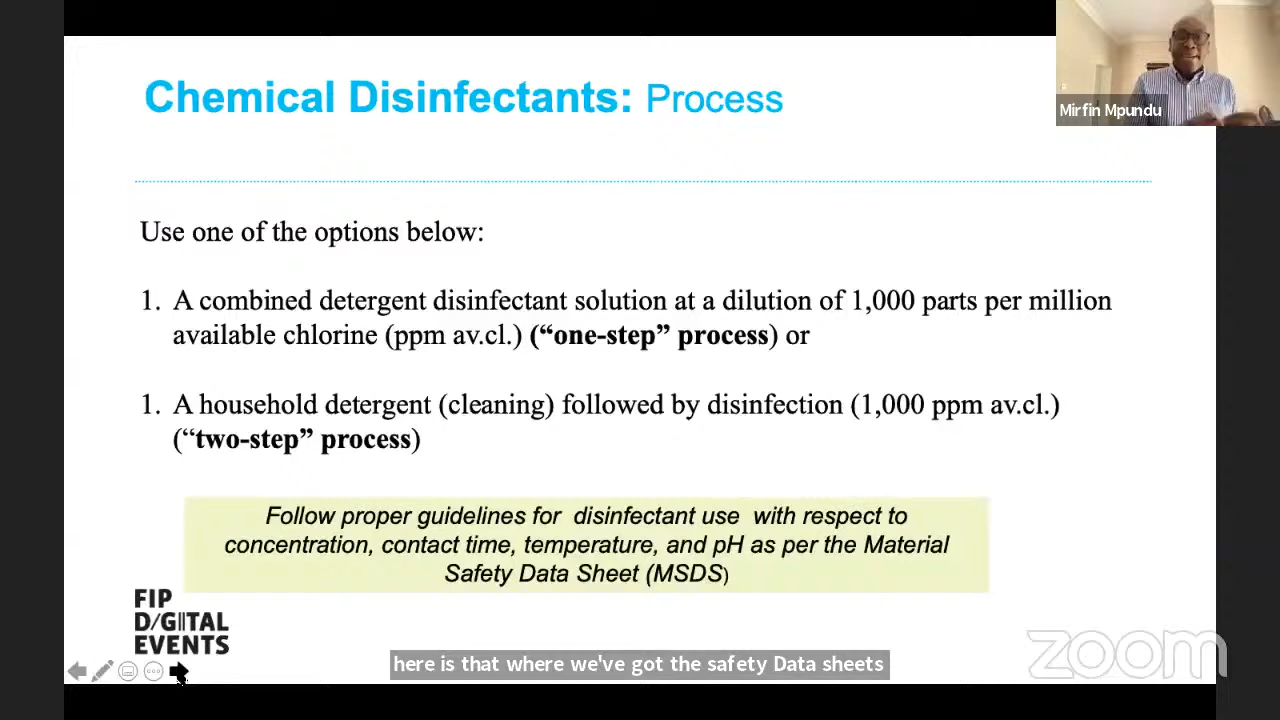 Chemical Disinfectants: Process
Mirfin Mpundu
Use one of the options below:
1. A combined detergent disinfectant solution at a dilution of 1,000 parts per million
available chlorine (ppm av.cl.) (“one-step” process) or
1. A household detergent (cleaning) followed by disinfection (1,000 ppm av.cl.)
(“two-step” process)
Follow proper guidelines for disinfectant use with respect to
concentration, contact time, temperature, and pH as per the Material
Safety Data Sheet (MSDS)
FIP
D/GITAL
EVENTS
here is that where we've got the safety Data sheets
zoom